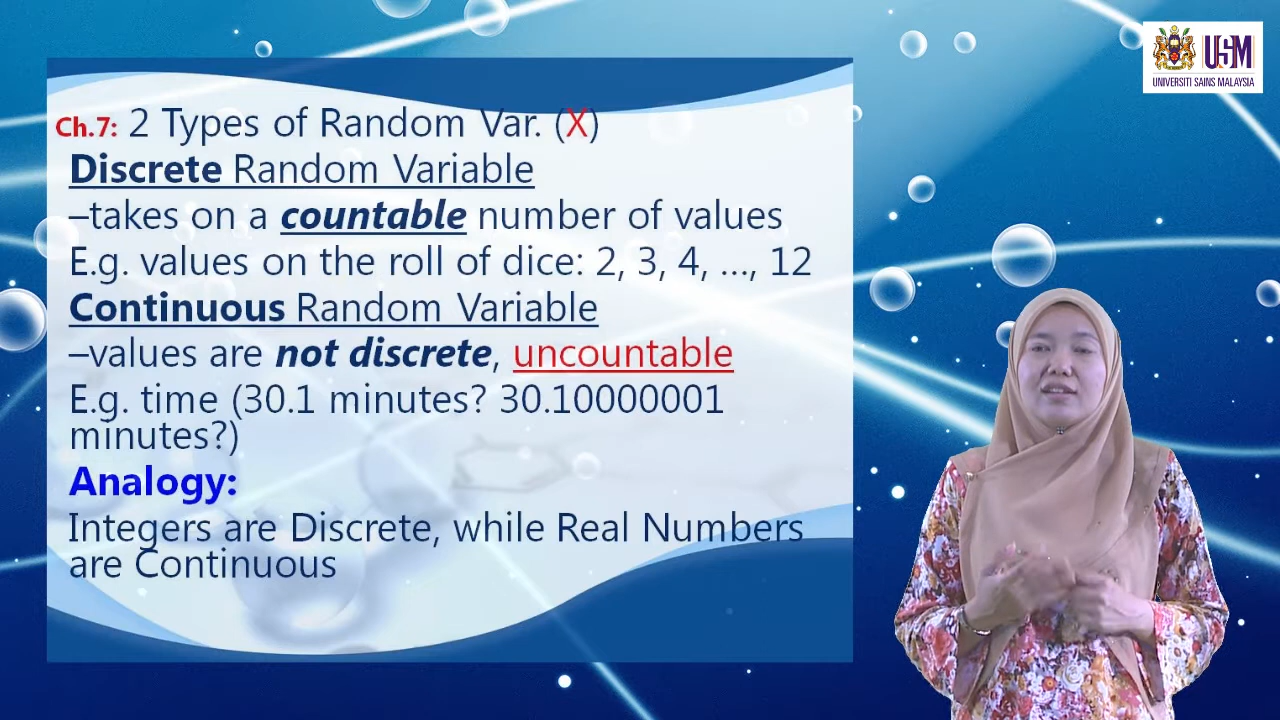 USM
UNIVERSITI SAINS MALAYSIA
Ch.7: 2 Types of Random Var. (X)
Discrete Random Variable
–takes on a countable number of values
E.g. values on the roll of dice: 2, 3, 4, …, 12
Continuous Random Variable
–values are not discrete, uncountable
E.g. time (30.1 minutes? 30.10000001
minutes?)
Analogy:
Integers are Discrete, while Real Numbers
are Continuous